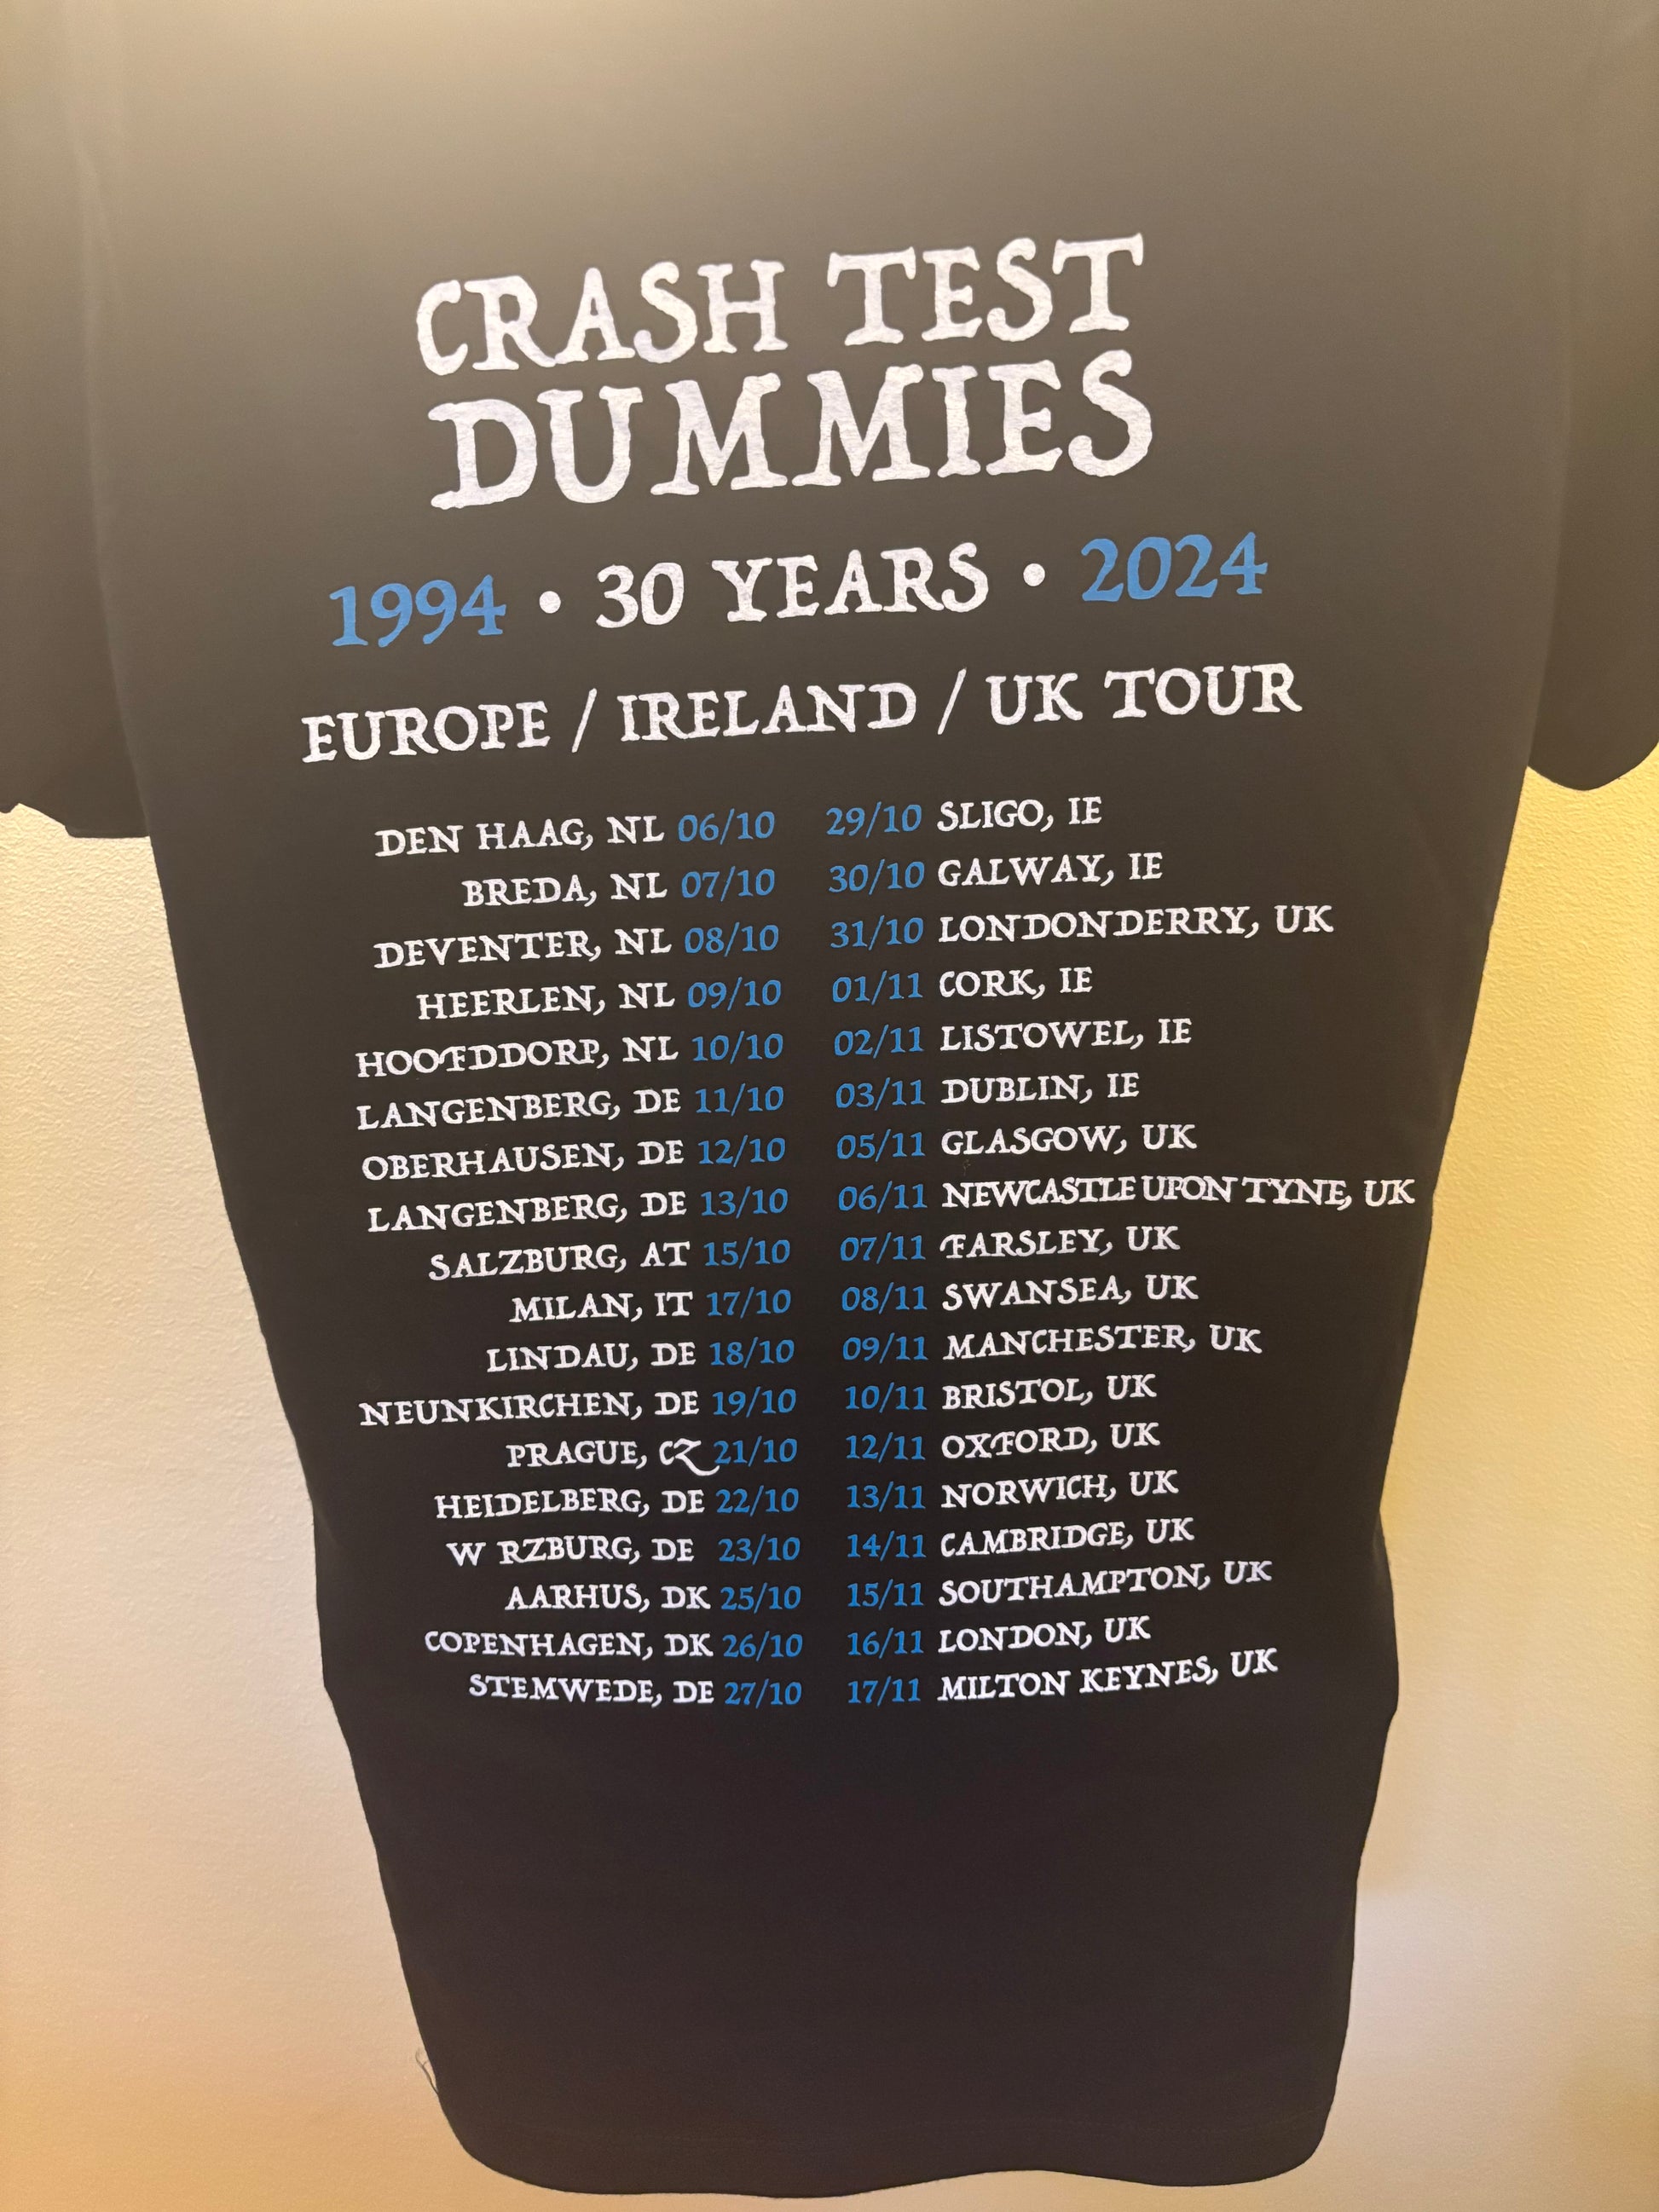 CRASH TEST
DUMMIES
1994 • 30 YEARS • 2024
EUROPE / IRELAND / UK TOUR
DEN HAAG, NL 06/10
BREDA, NL 07/10
DEVENTER, NL 08/10
HEERLEN, NL 09/10
HOOFDDORP, NL 10/10
LANGENBERG, DE 11/10
OBERHAUSEN, DE 12/10
LANGENBERG, DE 13/10
SALZBURG, AT 15/10
MILAN, IT 17/10
LINDAU, DE 18/10
NEUNKIRCHEN, DE 19/10
PRAGUE, CZ 21/10
HEIDELBERG, DE 22/10
W RZBURG, DE 23/10
AARHUS, DK 25/10
COPENHAGEN, DK 26/10
STEMWEDE, DE 27/10
29/10 SLIGO, IE
30/10 GALWAY, IE
31/10 LONDONDERRY, UK
01/11 CORK, IE
02/11 LISTOWEL, IE
03/11 DUBLIN, IE
05/11 GLASGOW, UK
06/11 NEWCASTLE UPON TYNE, UK
07/11 FARSLEY, UK
08/11 SWANSEA, UK
09/11 MANCHESTER, UK
10/11 BRISTOL, UK
12/11 OXFORD, UK
13/11 NORWICH, UK
14/11 CAMBRIDGE, UK
15/11 SOUTHAMPTON, UK
16/11 LONDON, UK
17/11 MILTON KEYNES, UK